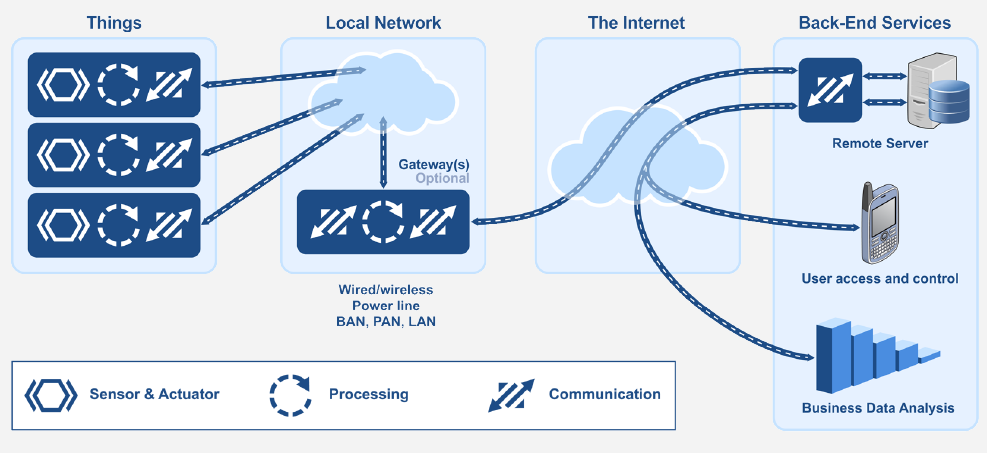 Things
Local Network
The Internet
Back-End Services
Gateway(s)
Optional
Wired/wireless
Power line
BAN, PAN, LAN
Remote Server
User access and control
Business Data Analysis
Sensor & Actuator
Processing
Communication